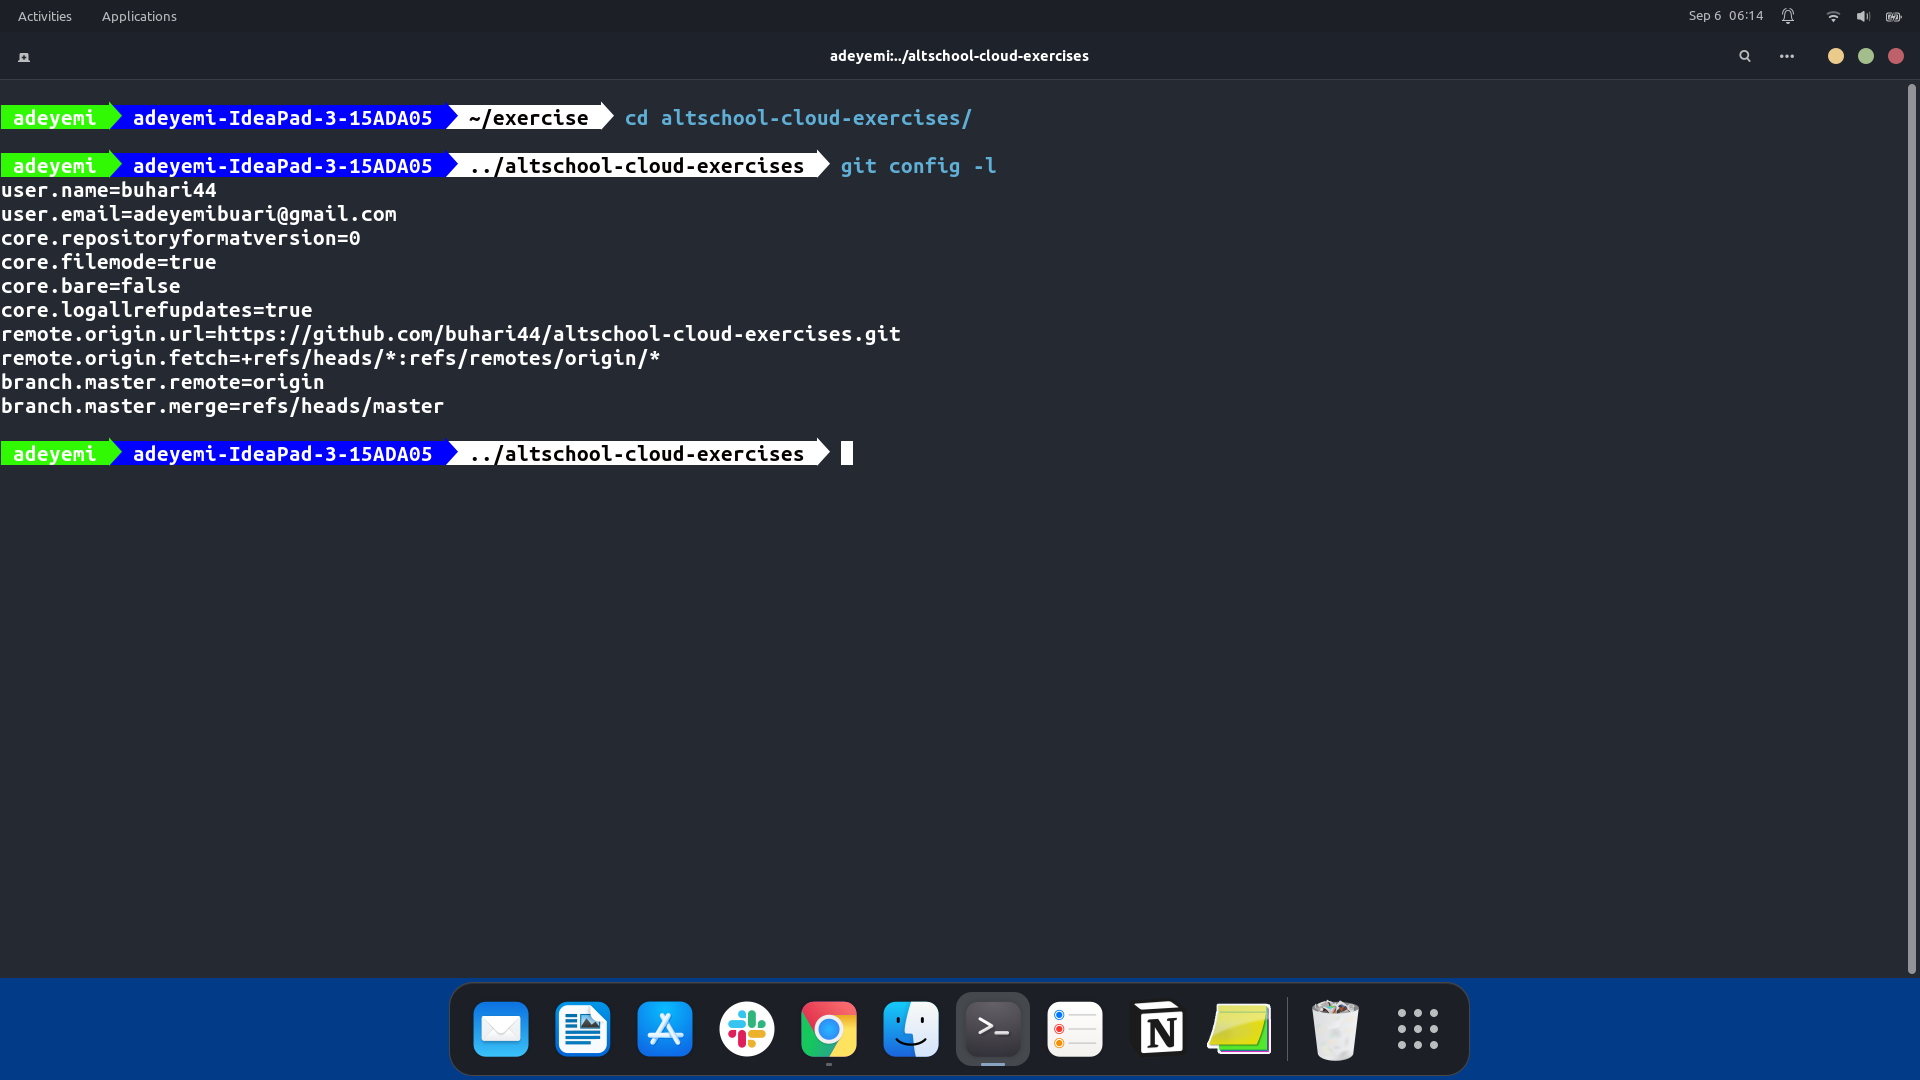 Activities Applications Sep 6 06:14
adeyemi:../altschool-cloud-exercises
adeyemi adeyemi-IdeaPad-3-15ADA05 ~/exercise cd altschool-cloud-exercises/
adeyemi adeyemi-IdeaPad-3-15ADA05 ../altschool-cloud-exercises git config -l
user.name=buhari44
user.email=adeyemibuari@gmail.com
core.repositoryformatversion=0
core.filemode=true
core.bare=false
core.logallrefupdates=true
remote.origin.url=https://github.com/buhari44/altschool-cloud-exercises.git
remote.origin.fetch=+refs/heads/*:refs/remotes/origin/*
branch.master.remote=origin
branch.master.merge=refs/heads/master
adeyemi adeyemi-IdeaPad-3-15ADA05 ../altschool-cloud-exercises